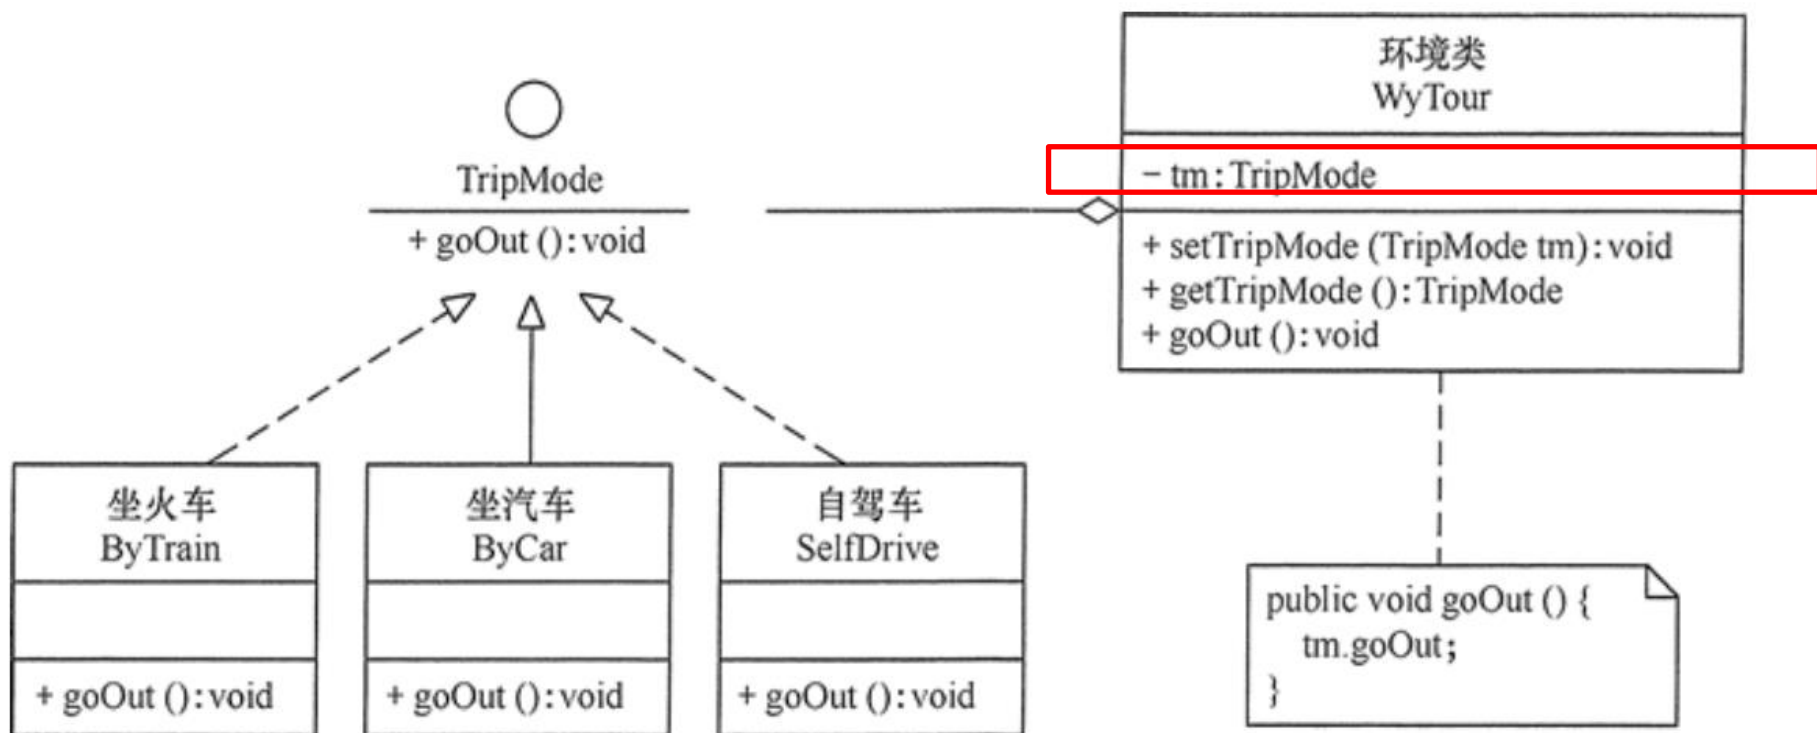 TripMode
+ goOut ():void
坐火车
ByTrain
+ goOut ():void
坐汽车
ByCar
+ goOut ():void
自驾车
SelfDrive
+ goOut ():void
环境类
WyTour
− tm:TripMode
+ setTripMode (TripMode tm):void
+ getTripMode ():TripMode
+ goOut ():void
public void goOut () {
tm.goOut;
}